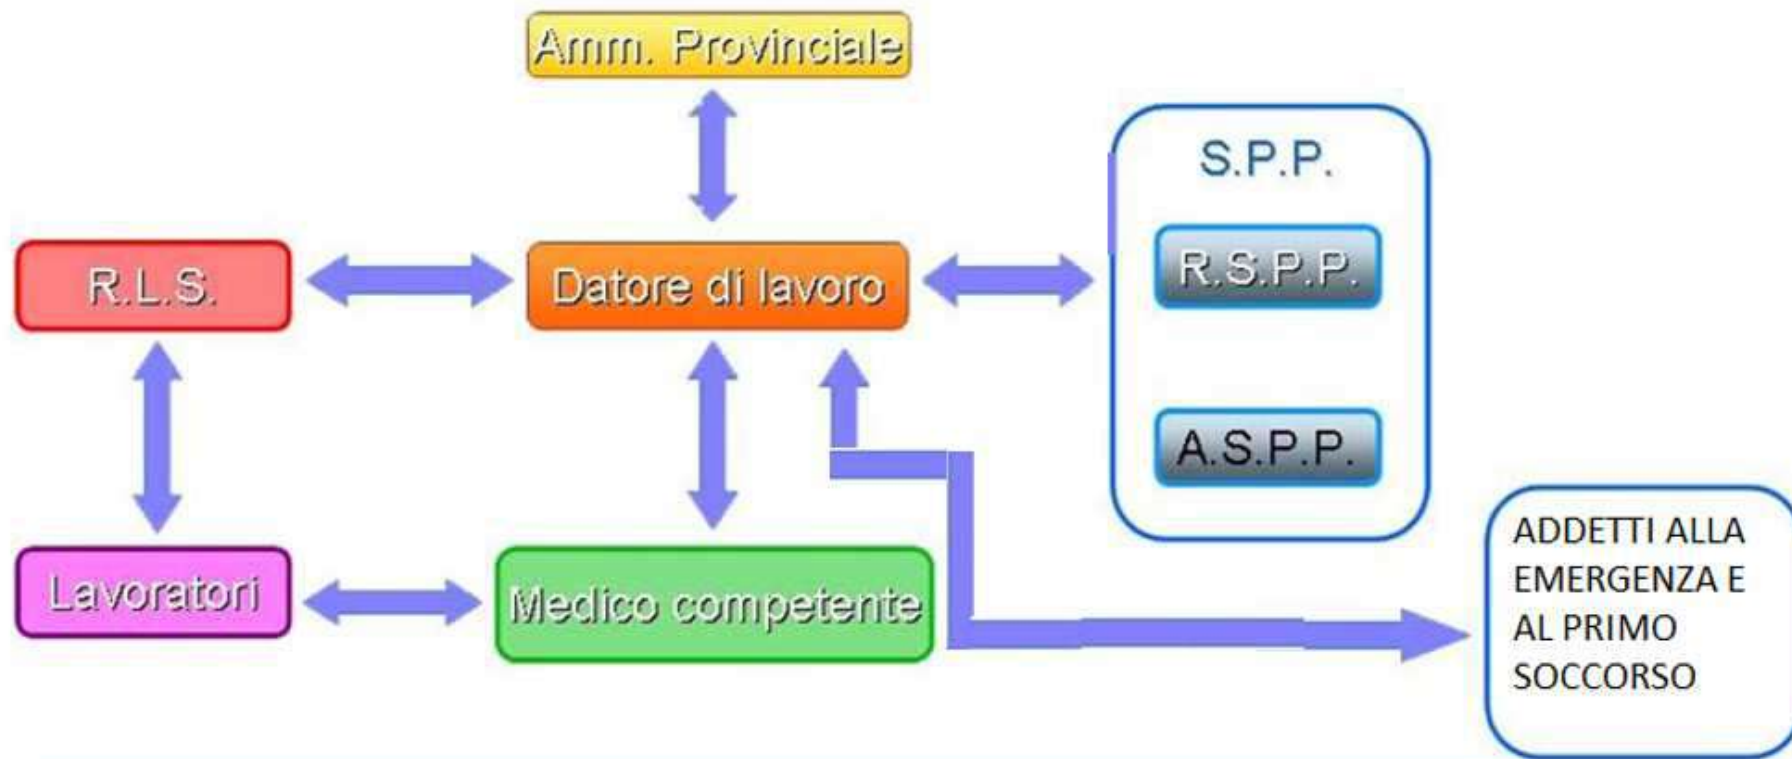 Amm. Provinciale
S.P.P.
R.L.S.
Datore di lavoro
R.S.P.P.
A.S.P.P.
Lavoratori
Medico competente
ADDETTI ALLA
EMERGENZA E
AL PRIMO
SOCCORSO